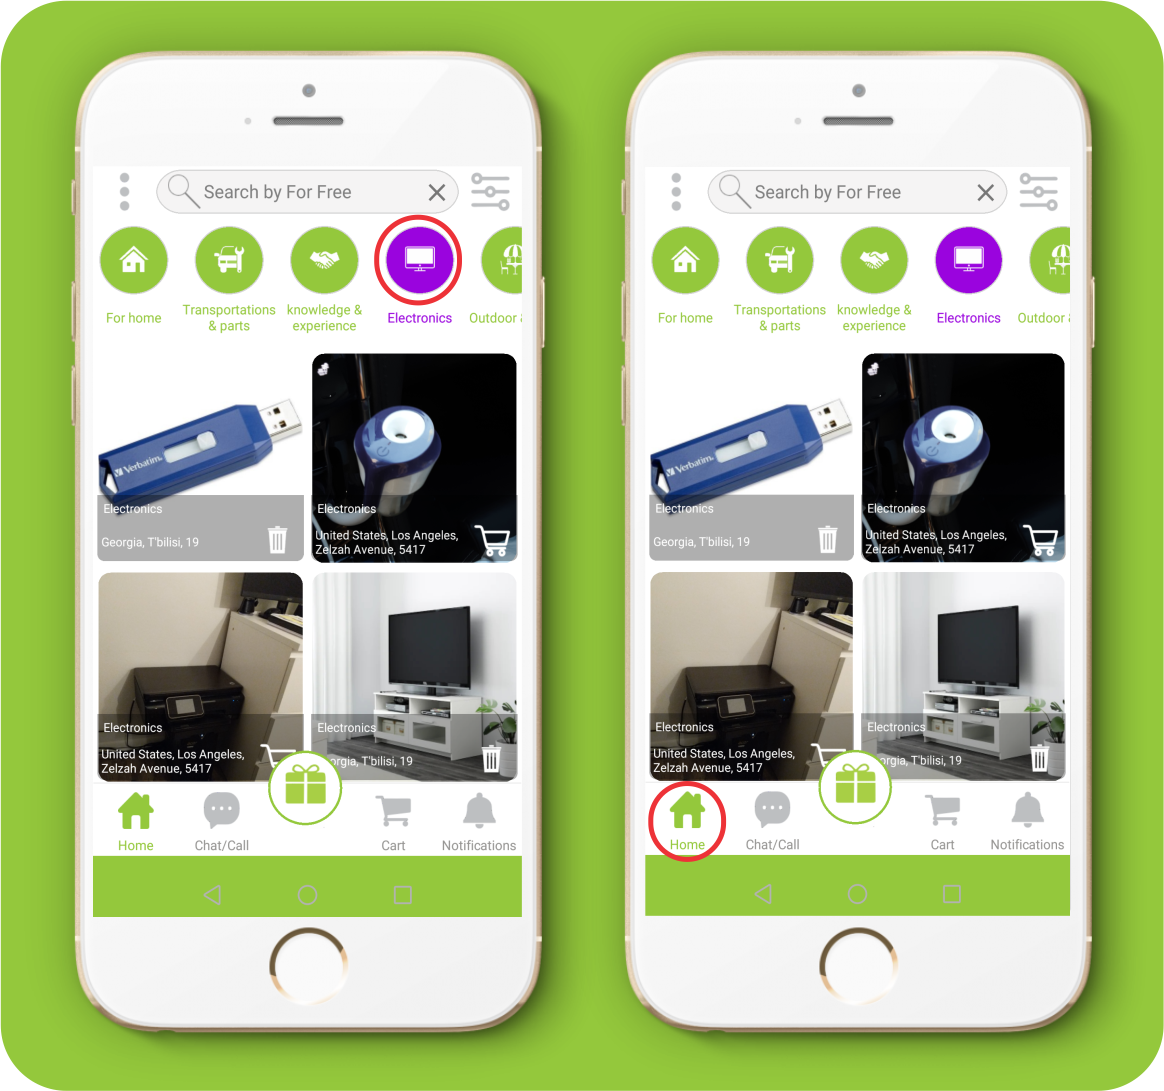 Search by For Free
For home
Transportations
& parts
knowledge &
experience
Electronics
Outdoor &
Verbatim.
Electronics
Georgia, T'bilisi, 19
Electronics
United States, Los Angeles,
Zelzah Avenue, 5417
Electronics
United States, Los Angeles,
Zelzah Avenue, 5417
Electronics
orgia, T'bilisi, 19
Home
Chat/Call
Cart
Notifications
Search by For Free
For home
Transportations
& parts
knowledge &
experience
Electronics
Outdoor &
Verbatim.
Electronics
Georgia, T'bilisi, 19
Electronics
United States, Los Angeles,
Zelzah Avenue, 5417
Electronics
United States, Los Angeles,
Zelzah Avenue, 5417
Electronics
orgia, T'bilisi, 19
Home
Chat/Call
Cart
Notifications